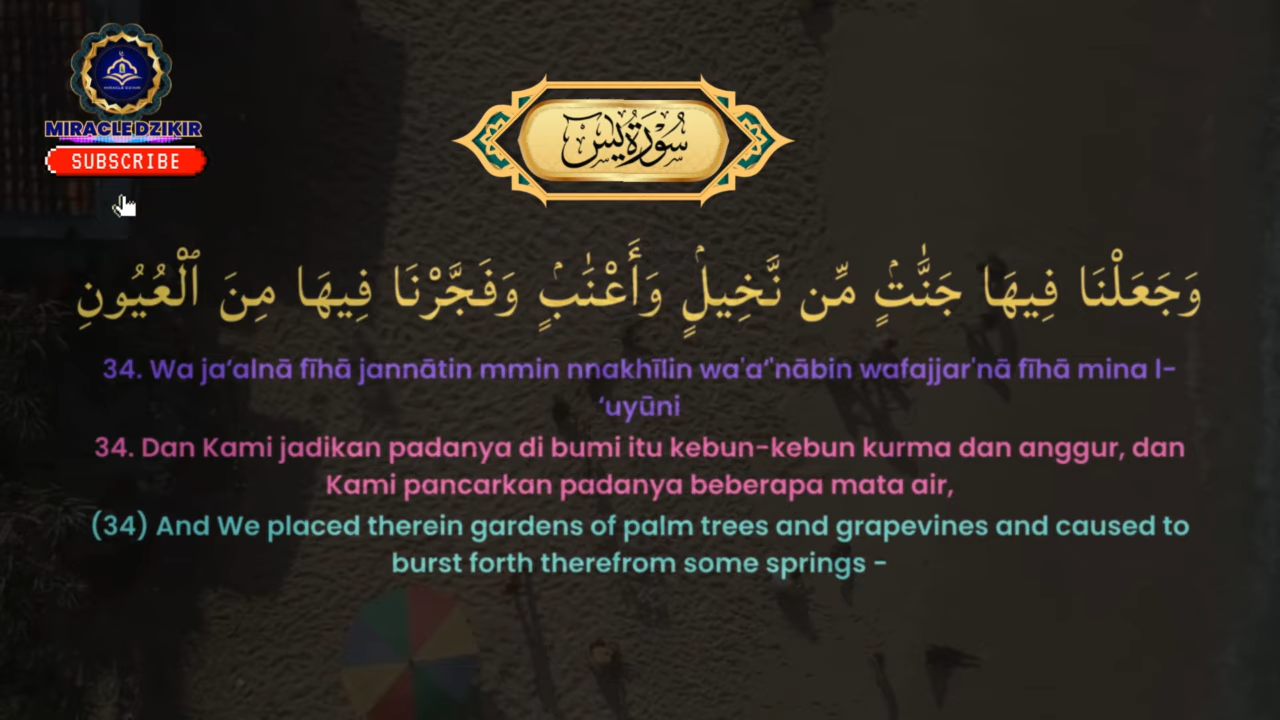 MIRACLE DZIKIR
SUBSCRIBE
سُوْرَةُ يٰسٓ
وَجَعَلْنَا فِيهَا جَنَّٰتٍۢ مِّن نَّخِيلٍۢ وَأَعْنَٰبٍۢ وَفَجَّرْنَا فِيهَا مِنَ ٱلْعُيُونِ
34. Wa ja‘alnā fīhā jannātin mmin nnakhīlin wa'a‘'nābin wafajjar'nā fīhā mina l-
‘uyūni
34. Dan Kami jadikan padanya di bumi itu kebun-kebun kurma dan anggur, dan
Kami pancarkan padanya beberapa mata air,
(34) And We placed therein gardens of palm trees and grapevines and caused to
burst forth therefrom some springs -